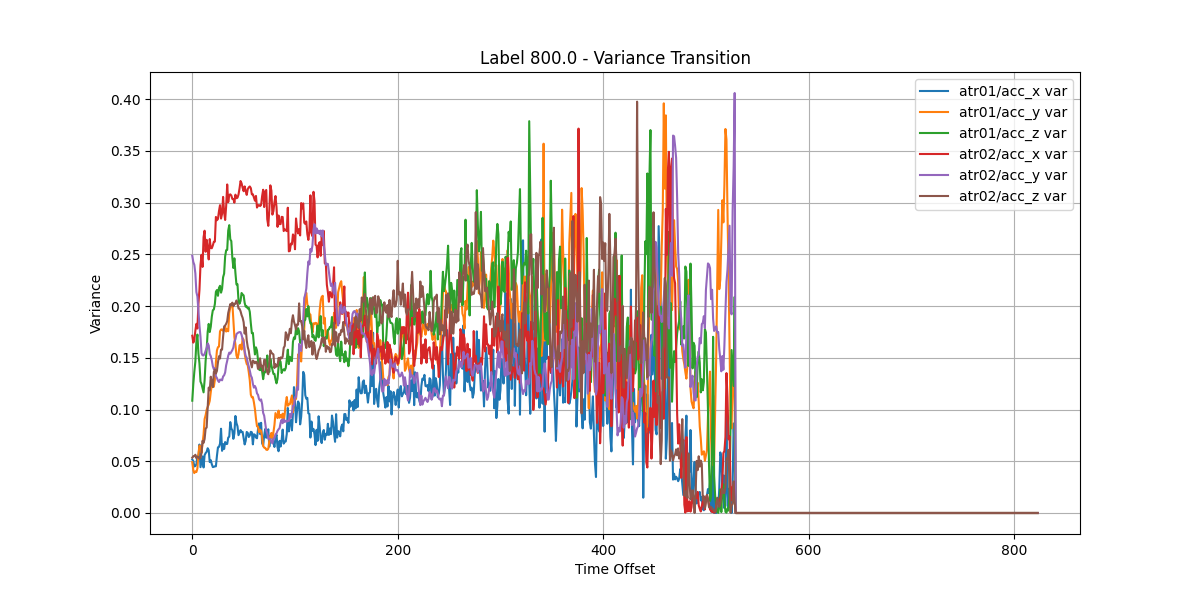 Label 800.0 - Variance Transition
Variance
0.40
0.35
0.30
0.25
0.20
0.15
0.10
0.05
0.00
atr01/acc_x var
atr01/acc_y var
atr01/acc_z var
atr02/acc_x var
atr02/acc_y var
atr02/acc_z var
0 200 400 600 800
Time Offset